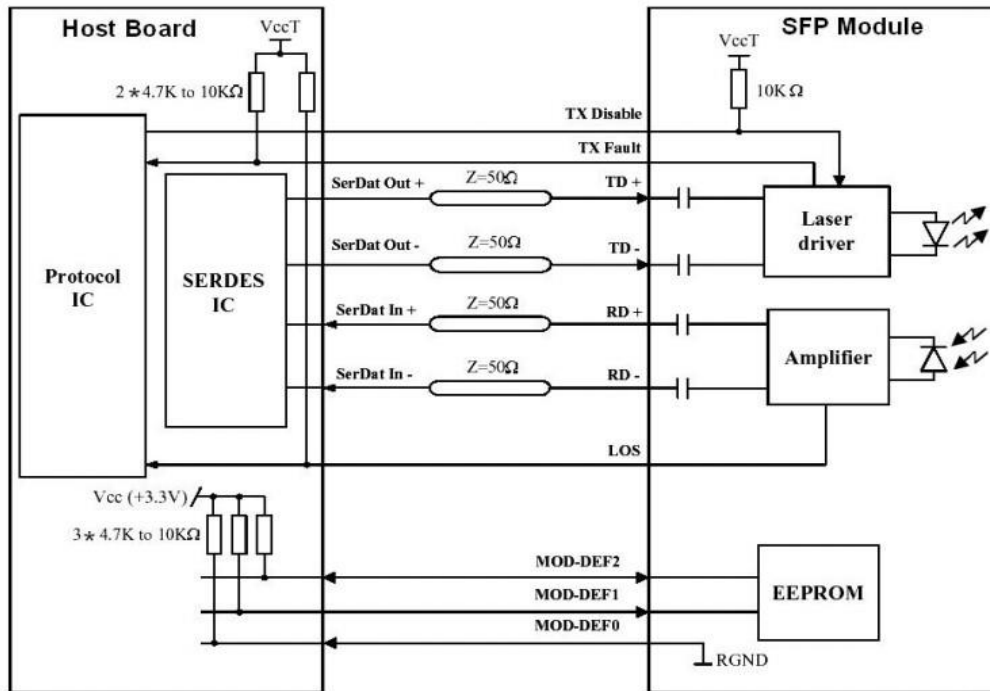 Host Board
SFP Module
VccT
VccT
2*4.7K to 10KΩ
10KΩ
TX Disable
TX Fault
SerDat Out +
Z=50Ω
TD +
SerDat Out -
Z=50Ω
TD -
Laser
driver
Protocol
IC
SERDES
IC
SerDat In +
Z=50Ω
RD +
SerDat In -
Z=50Ω
RD -
Amplifier
LOS
Vcc (+3.3V)
3*4.7K to 10KΩ
MOD-DEF2
MOD-DEF1
MOD-DEF0
EEPROM
RGND